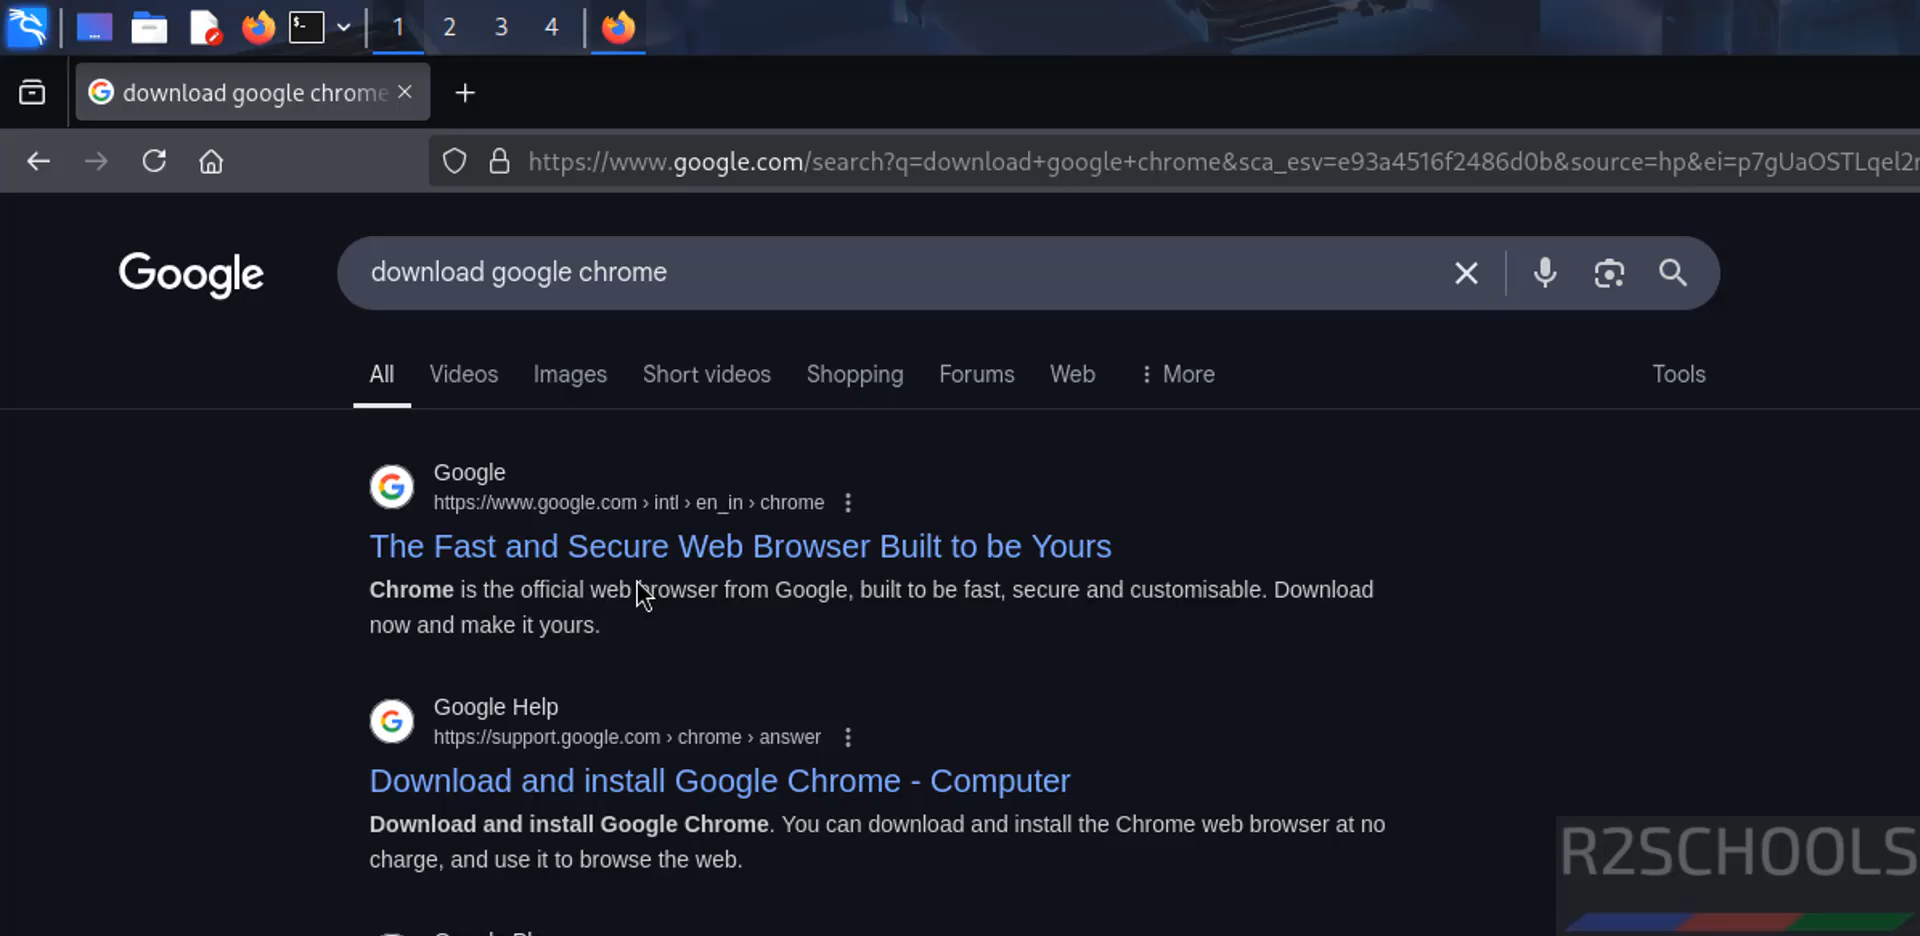 1 2 3 4
download google chrome
https://www.google.com/search?q=download+google+chrome&sca_esv=e93a4516f2486d0b&source=hp&ei=p7gUaOSTLqel2
Google
download google chrome
All Videos Images Short videos Shopping Forums Web More Tools
Google
https://www.google.com › intl › en_in › chrome
The Fast and Secure Web Browser Built to be Yours
Chrome is the official web browser from Google, built to be fast, secure and customisable. Download
now and make it yours.
Google Help
https://support.google.com › chrome › answer
Download and install Google Chrome - Computer
Download and install Google Chrome. You can download and install the Chrome web browser at no
charge, and use it to browse the web.
R2SCHOOLS